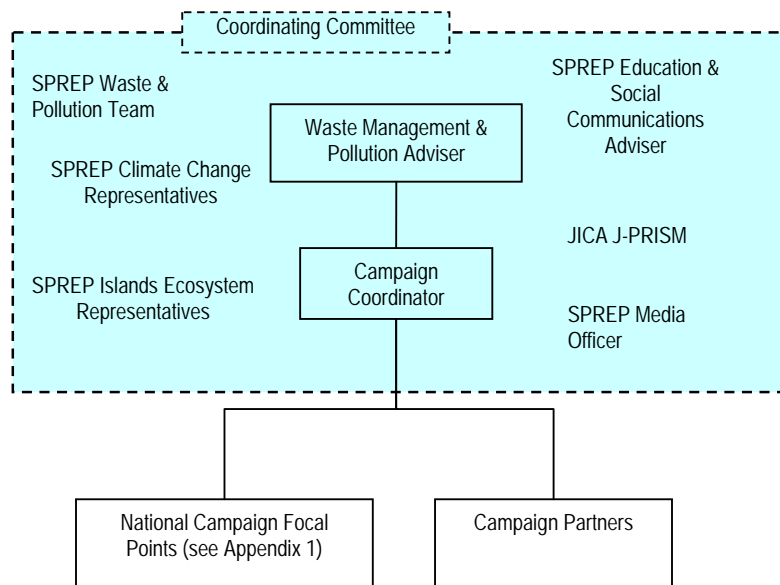 Coordinating Committee
SPREP Waste &
Pollution Team
SPREP Climate Change
Representatives
SPREP Islands Ecosystem
Representatives
Waste Management &
Pollution Adviser
Campaign
Coordinator
SPREP Education &
Social
Communications
Adviser
JICA J-PRISM
SPREP Media
Officer
National Campaign Focal
Points (see Appendix 1)
Campaign Partners